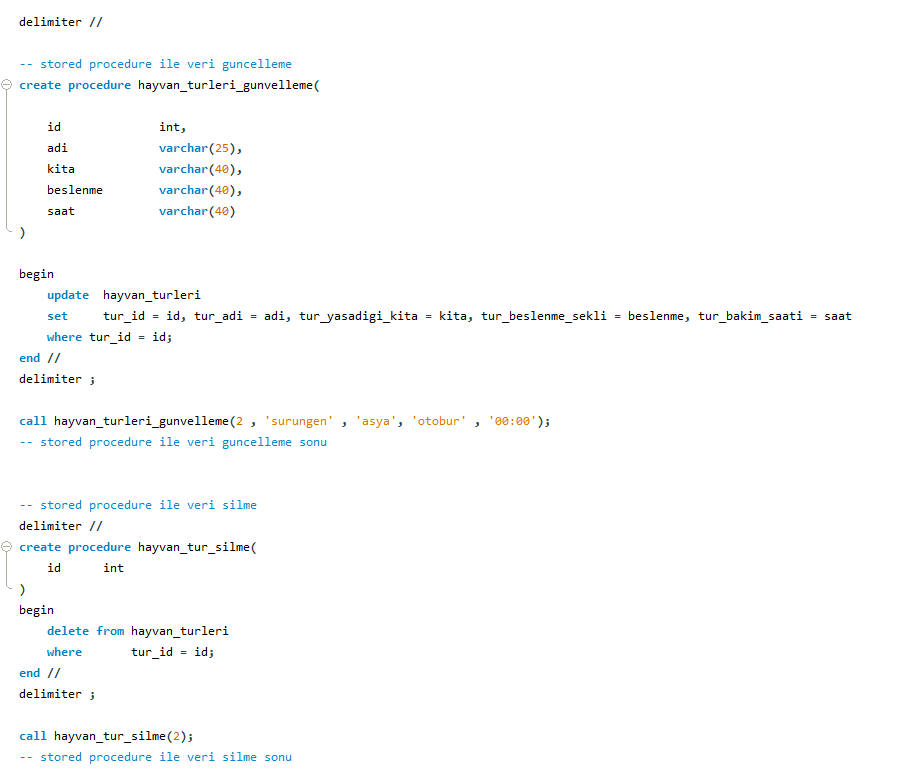 delimiter //
-- stored procedure ile veri guncelleme
create procedure hayvan_turleri_gunvelleme(
id int,
adi varchar(25),
kita varchar(40),
beslenme varchar(40),
saat varchar(40)
)
begin
update hayvan_turleri
set tur_id = id, tur_adi = adi, tur_yasadigi_kita = kita, tur_beslenme_sekli = beslenme, tur_bakim_saati = saat
where tur_id = id;
end //
delimiter ;
call hayvan_turleri_gunvelleme(2 , 'surungen' , 'asya', 'otobur' , '00:00');
-- stored procedure ile veri guncelleme sonu
-- stored procedure ile veri silme
delimiter //
create procedure hayvan_tur_silme(
id int
)
begin
delete from hayvan_turleri
where tur_id = id;
end //
delimiter ;
call hayvan_tur_silme(2);
-- stored procedure ile veri silme sonu